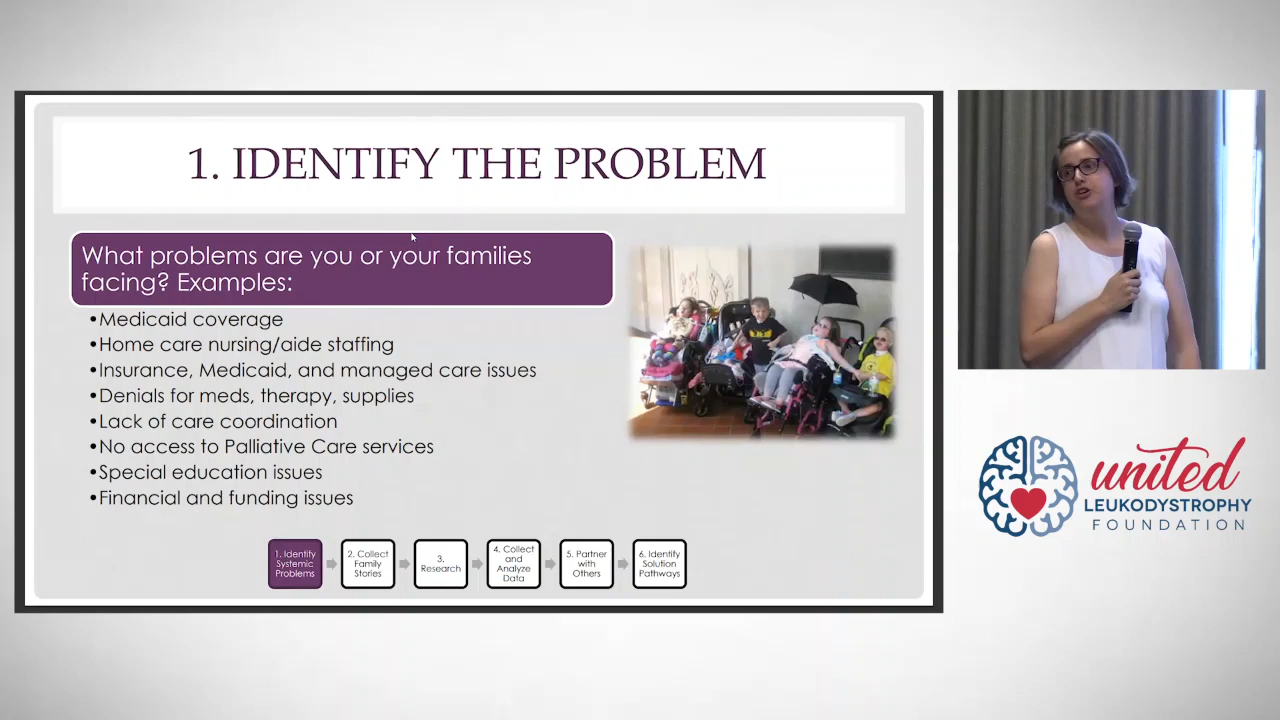 1. IDENTIFY THE PROBLEM
What problems are you or your families
facing? Examples:
•Medicaid coverage
•Home care nursing/aide staffing
•Insurance, Medicaid, and managed care issues
•Denials for meds, therapy, supplies
•Lack of care coordination
•No access to Palliative Care services
•Special education issues
•Financial and funding issues
1. Identify
Systemic
Problems
2. Collect
Family
Stories
3.
Research
4. Collect
and
Analyze
Data
5. Partner
with
Others
6. Identify
Solution
Pathways
united
LEUKODYSTROPHY
FOUNDATION